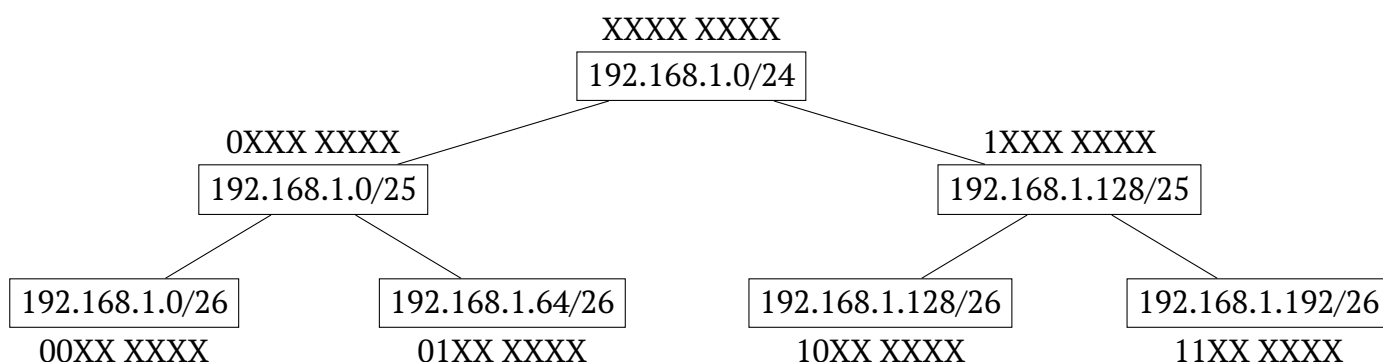 XXXX XXXX
192.168.1.0/24
0XXX XXXX
1XXX XXXX
192.168.1.0/25
192.168.1.128/25
192.168.1.0/26
192.168.1.64/26
192.168.1.128/26
192.168.1.192/26
00XX XXXX
01XX XXXX
10XX XXXX
11XX XXXX